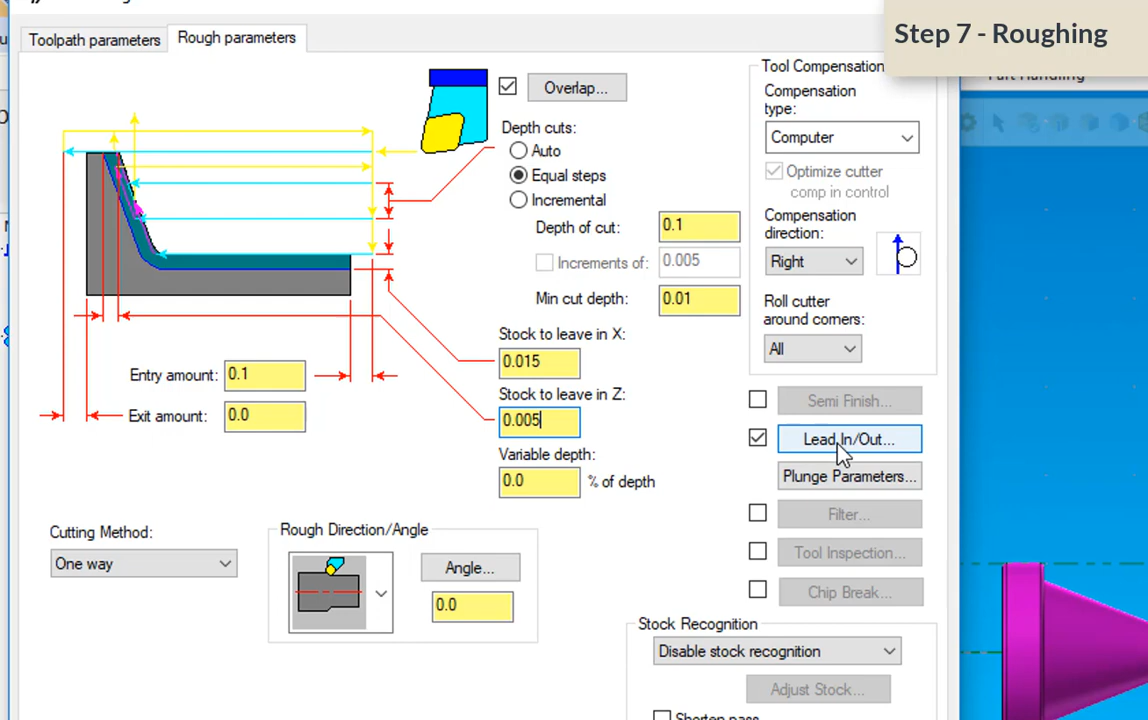 Step 7 - Roughing
Toolpath parameters
Rough parameters
Overlap...
Depth cuts:
Auto
Equal steps
Incremental
Depth of cut:
0.1
Increments of:
0.005
Min cut depth:
0.01
Stock to leave in X:
0.015
Stock to leave in Z:
0.005
Variable depth:
0.0
% of depth
Entry amount:
0.1
Exit amount:
0.0
Cutting Method:
One way
Rough Direction/Angle
Angle...
0.0
Tool Compensation
Compensation
type:
Computer
Optimize cutter
comp in control
Compensation
direction:
Right
Roll cutter
around corners:
All
Semi Finish...
Lead In/Out...
Plunge Parameters...
Filter...
Tool Inspection...
Chip Break...
Stock Recognition
Disable stock recognition
Adjust Stock...
Shorten pass
Part Handling